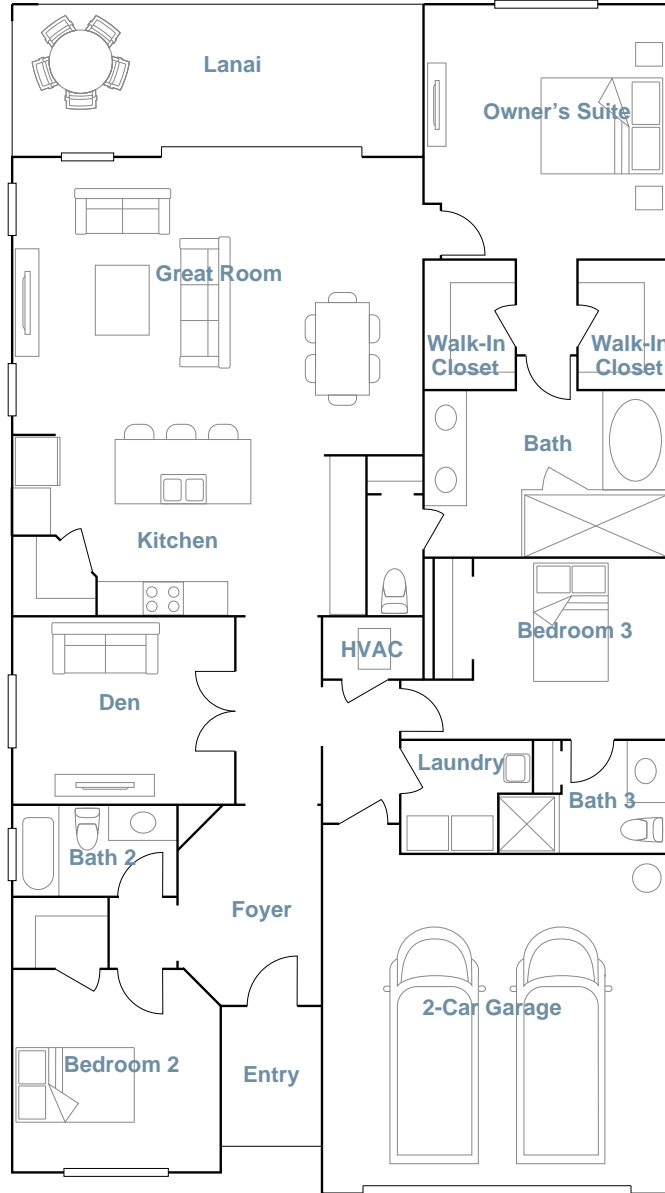 Lanai
Owner's Suite
Great Room
Walk-In
Closet
Walk-In
Closet
Bath
Kitchen
Bedroom 3
HVAC
Den
Laundry
Bath 3
Bath 2
Foyer
2-Car Garage
Bedroom 2
Entry